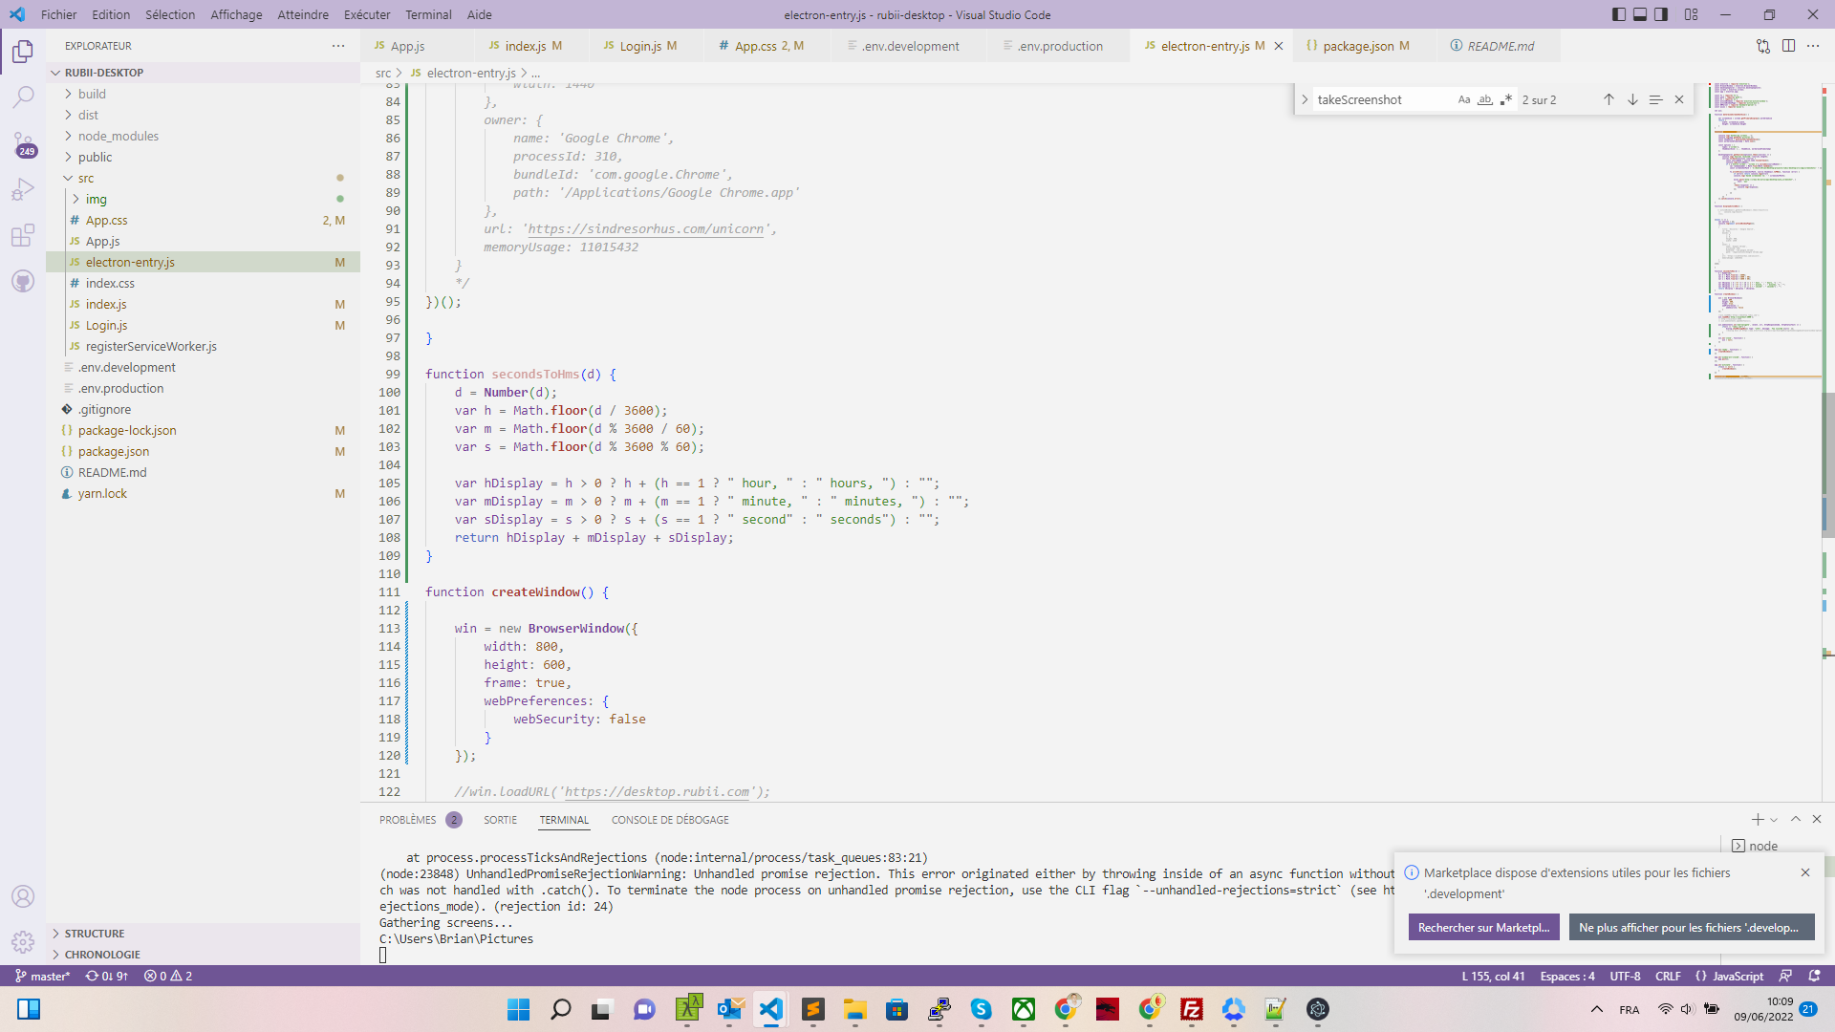 Fichier Edition Sélection Affichage Atteindre Exécuter Terminal Aide
electron-entry.js - rubii-desktop - Visual Studio Code
EXPLORATEUR
RUBII-DESKTOP
build
dist
node_modules
public
src
img
App.css 2, M
App.js
electron-entry.js M
index.css
index.js M
Login.js M
registerServiceWorker.js
.env.development
.env.production
.gitignore
package-lock.json M
package.json M
README.md
yarn.lock M
STRUCTURE
CHRONOLOGIE
249
JS App.js JS index.js M JS Login.js M # App.css 2, M .env.development .env.production JS electron-entry.js M {} package.json M README.md
src > JS electron-entry.js > ...
takeScreenshot Aa ab 2 sur 2
83 width: 1440
84 },
85 owner: {
86 name: 'Google Chrome',
87 processId: 310,
88 bundleId: 'com.google.Chrome',
89 path: '/Applications/Google Chrome.app'
90 },
91 url: 'https://sindresorhus.com/unicorn',
92 memoryUsage: 11015432
93 }
94 */
95 })();
96
97 }
98
99 function secondsToHms(d) {
100 d = Number(d);
101 var h = Math.floor(d / 3600);
102 var m = Math.floor(d % 3600 / 60);
103 var s = Math.floor(d % 3600 % 60);
104
105 var hDisplay = h > 0 ? h + (h == 1 ? " hour, " : " hours, ") : "";
106 var mDisplay = m > 0 ? m + (m == 1 ? " minute, " : " minutes, ") : "";
107 var sDisplay = s > 0 ? s + (s == 1 ? " second" : " seconds") : "";
108 return hDisplay + mDisplay + sDisplay;
109 }
110
111 function createWindow() {
112
113 win = new BrowserWindow({
114 width: 800,
115 height: 600,
116 frame: true,
117 webPreferences: {
118 webSecurity: false
119 }
120 });
121
122 //win.loadURL('https://desktop.rubii.com');
PROBLÈMES 2 SORTIE TERMINAL CONSOLE DE DÉBOGAGE
at process.processTicksAndRejections (node:internal/process/task_queues:83:21)
(node:23848) UnhandledPromiseRejectionWarning: Unhandled promise rejection. This error originated either by throwing inside of an async function without
ch was not handled with .catch(). To terminate the node process on unhandled promise rejection, use the CLI flag `--unhandled-rejections=strict` (see ht
ejections_mode). (rejection id: 24)
Gathering screens...
C:\Users\Brian\Pictures
node
Marketplace dispose d'extensions utiles pour les fichiers
'.development'
Rechercher sur Marketpl... Ne plus afficher pour les fichiers '.develop...
master* 0↓ 9↑ 0 2 L 155, col 41 Espaces : 4 UTF-8 CRLF {} JavaScript
FRA 10:09
09/06/2022 21